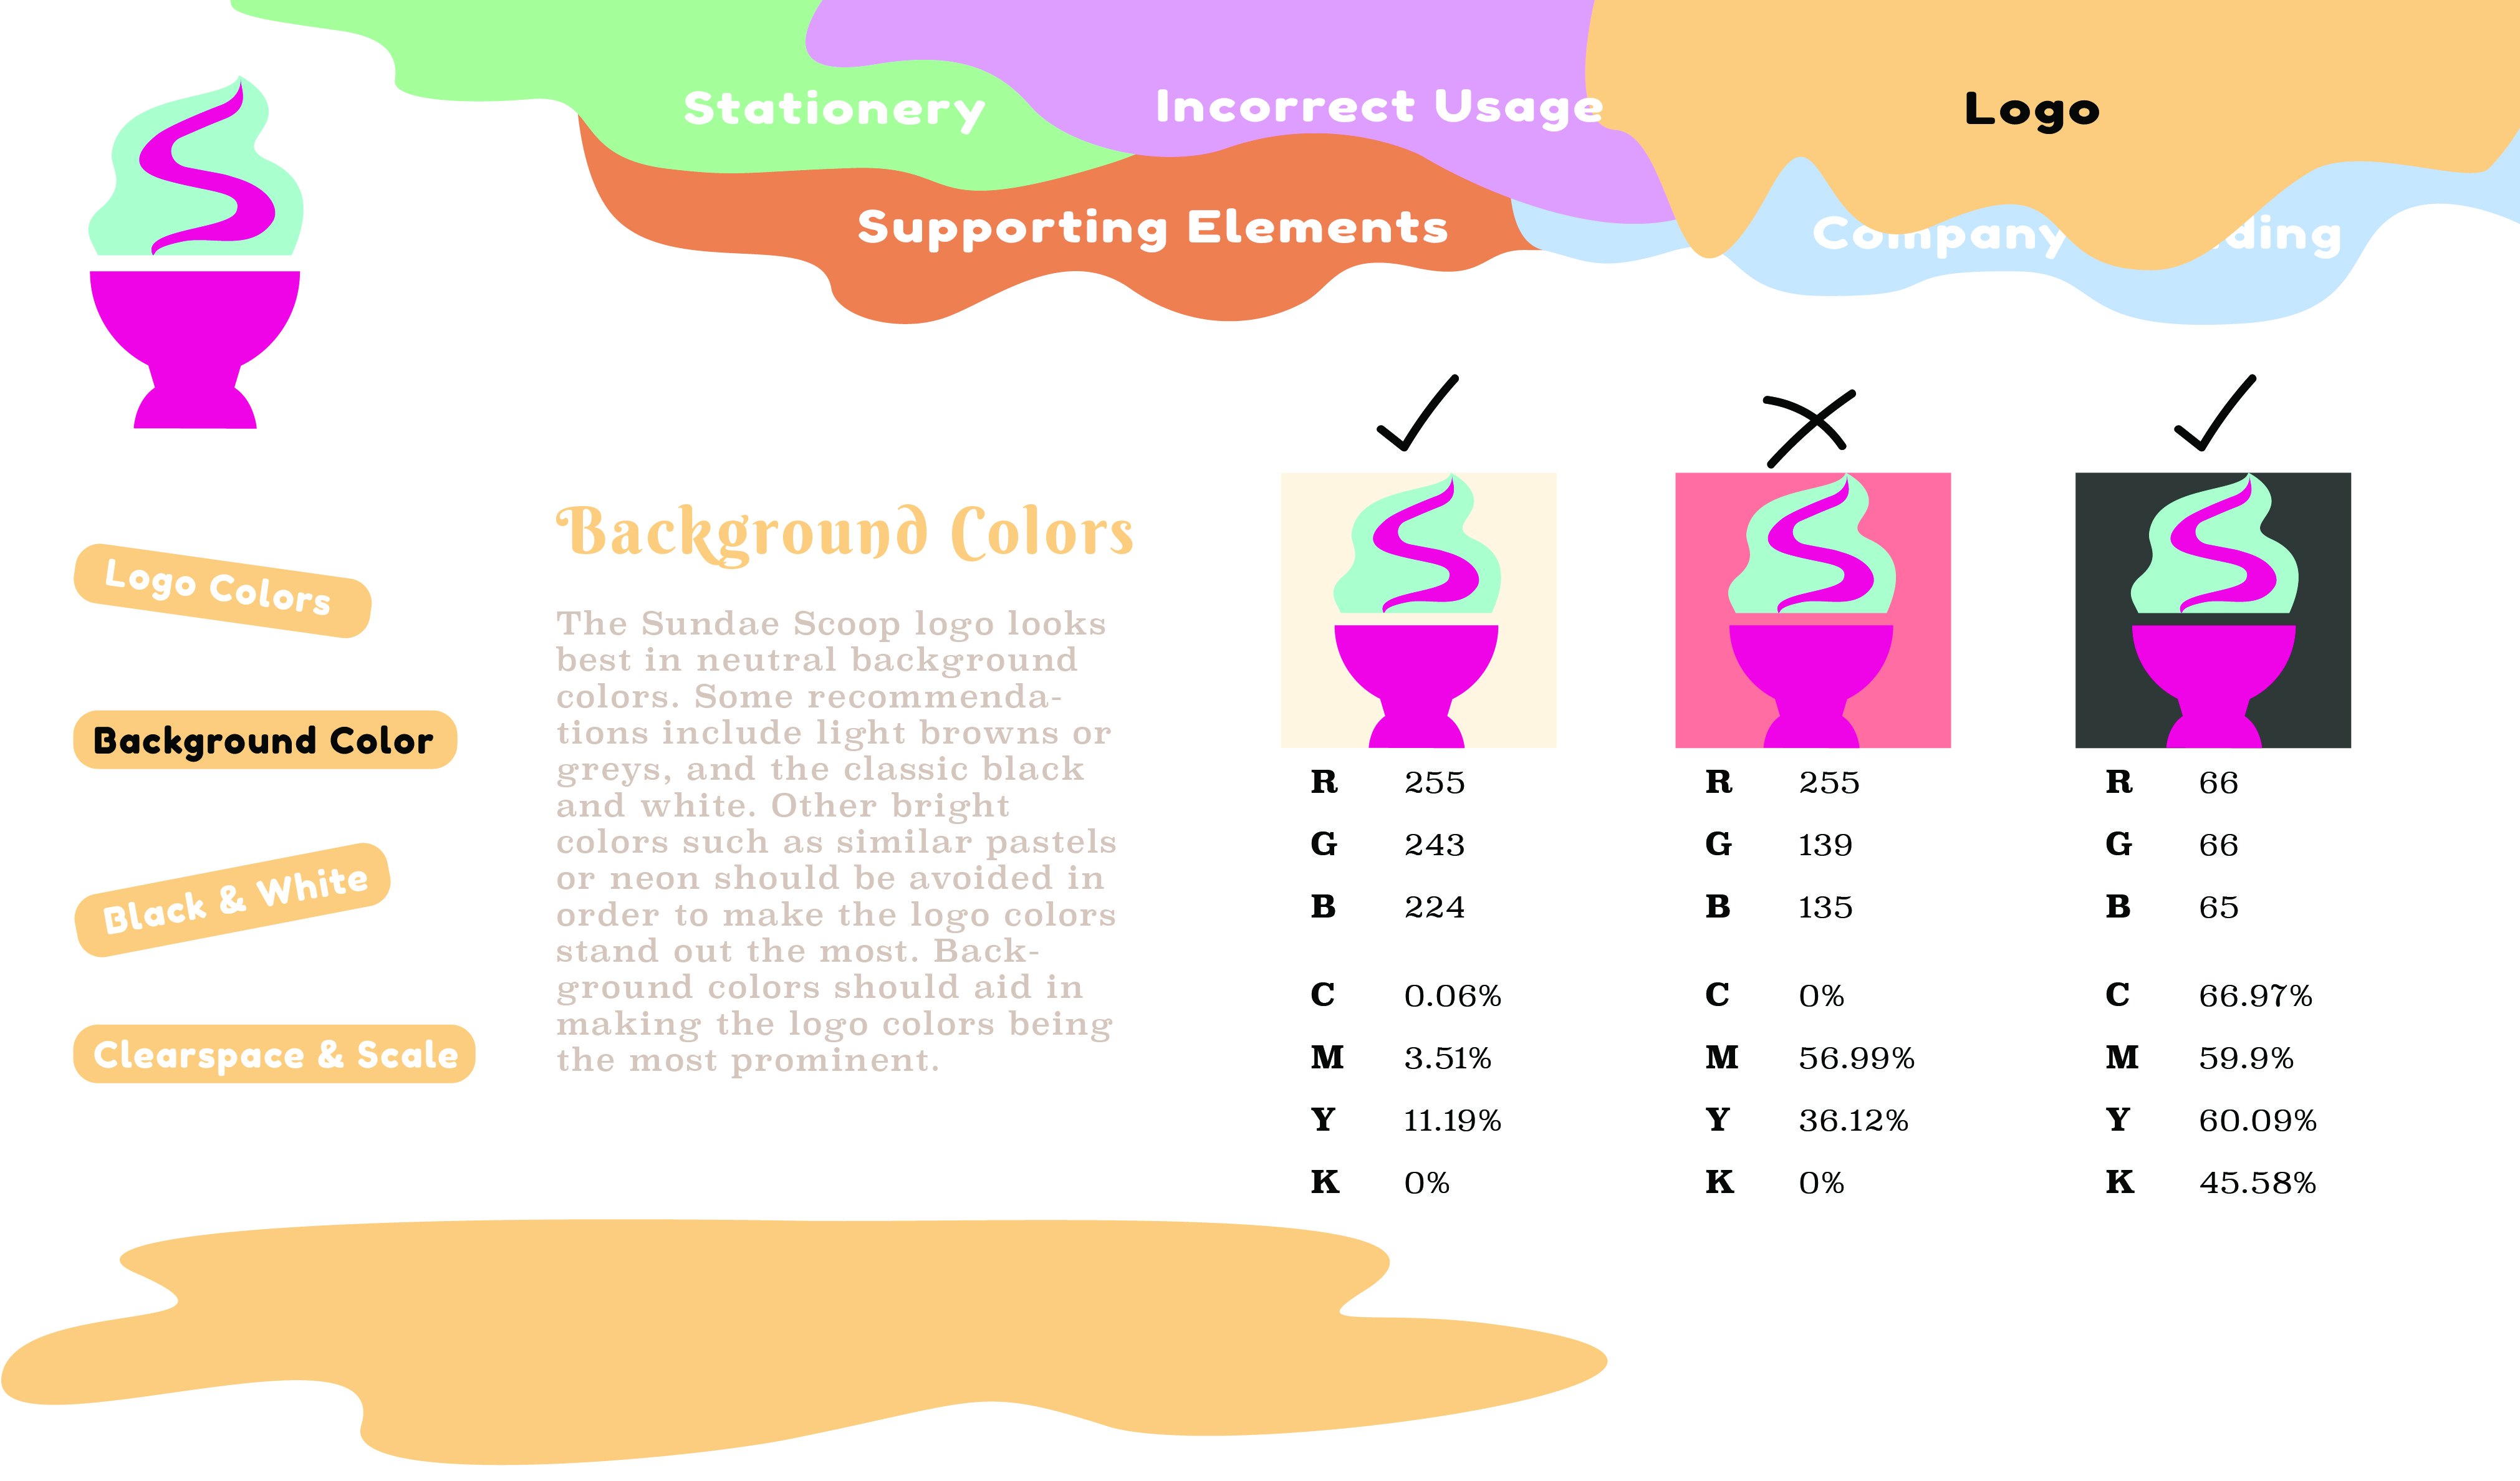 Stationery
Incorrect Usage
Logo
Supporting Elements
Company
Logo Colors
Background Color
Black & White
Clearspace & Scale
Background Colors
The Sundae Scoop logo looks
best in neutral background
colors. Some recommenda-
tions include light browns or
greys, and the classic black
and white. Other bright
colors such as similar pastels
or neon should be avoided in
order to make the logo colors
stand out the most. Back-
ground colors should aid in
making the logo colors being
the most prominent.
R 255
G 243
B 224
C 0.06%
M 3.51%
Y 11.19%
K 0%
R 255
G 139
B 135
C 0%
M 56.99%
Y 36.12%
K 0%
R 66
G 66
B 65
C 66.97%
M 59.9%
Y 60.09%
K 45.58%